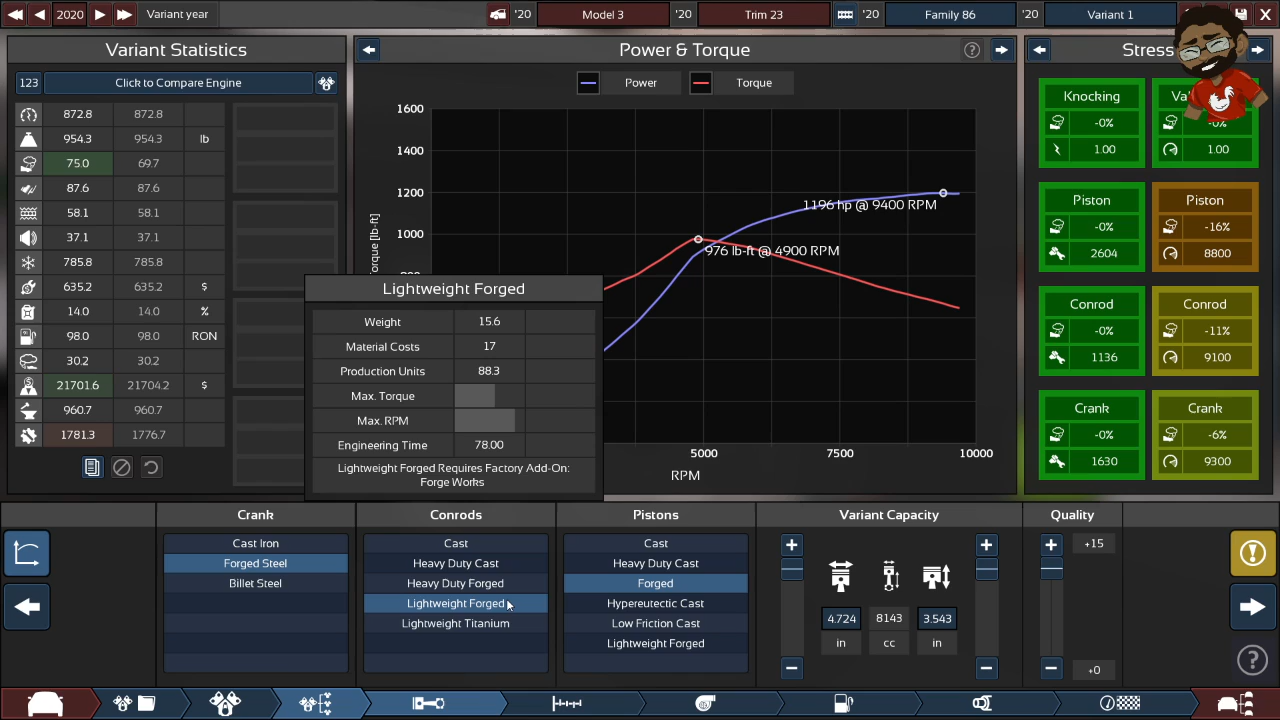 2020
Variant year
'20
Model 3
'20
Trim 23
'20
Family 86
'20
Variant 1
Variant Statistics
123
Click to Compare Engine
872.8 872.8
954.3 954.3 lb
75.0 69.7
87.6 87.6
58.1 58.1
37.1 37.1
785.8 785.8
635.2 635.2 $
14.0 14.0 %
98.0 98.0 RON
30.2 30.2
21701.6 21704.2 $
960.7 960.7
1781.3 1776.7
Power & Torque
?
Power
Torque
1600
1400
1200
1000
1196 hp @ 9400 RPM
976 lb-ft @ 4900 RPM
5000
7500
10000
RPM
Lightweight Forged
Weight 15.6
Material Costs 17
Production Units 88.3
Max. Torque
Max. RPM
Engineering Time 78.00
Lightweight Forged Requires Factory Add-On:
Forge Works
Stress
Knocking
-0%
1.00
-0%
1.00
Piston
-0%
2604
Piston
-16%
8800
Conrod
-0%
1136
Conrod
-11%
9100
Crank
-0%
1630
Crank
-6%
9300
Crank
Cast Iron
Forged Steel
Billet Steel
Conrods
Cast
Heavy Duty Cast
Heavy Duty Forged
Lightweight Forged
Lightweight Titanium
Pistons
Cast
Heavy Duty Cast
Forged
Hypereutectic Cast
Low Friction Cast
Lightweight Forged
Variant Capacity
+
+
4.724 8143 3.543
in cc in
Quality
+
+15
+0
?